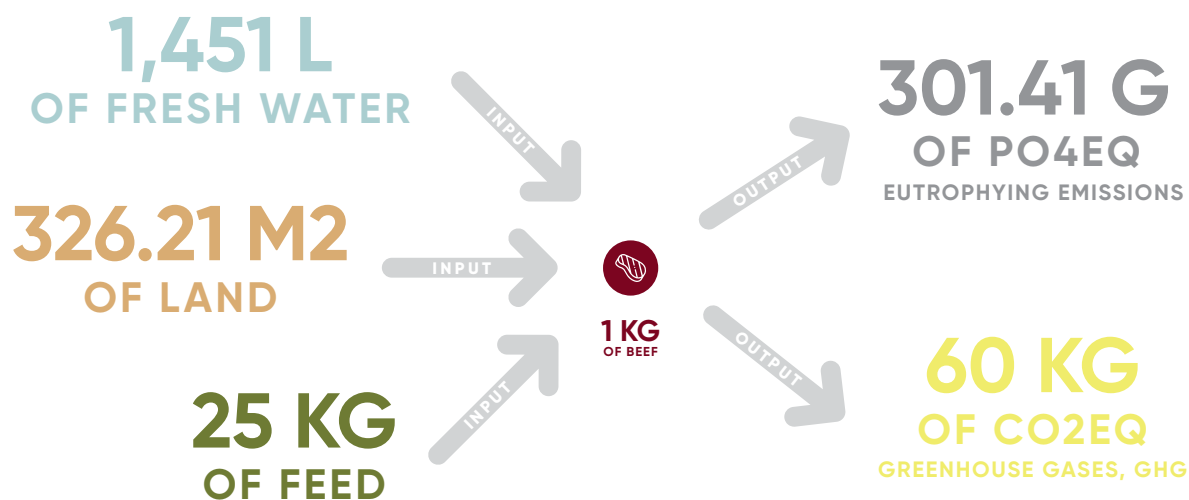 1,451 L
OF FRESH WATER
INPUT
326.21 M2
OF LAND
INPUT
25 KG
OF FEED
INPUT
1 KG
OF BEEF
OUTPUT
301.41 G
OF PO4EQ
EUTROPHYING EMISSIONS
OUTPUT
60 KG
OF CO2EQ
GREENHOUSE GASES, GHG